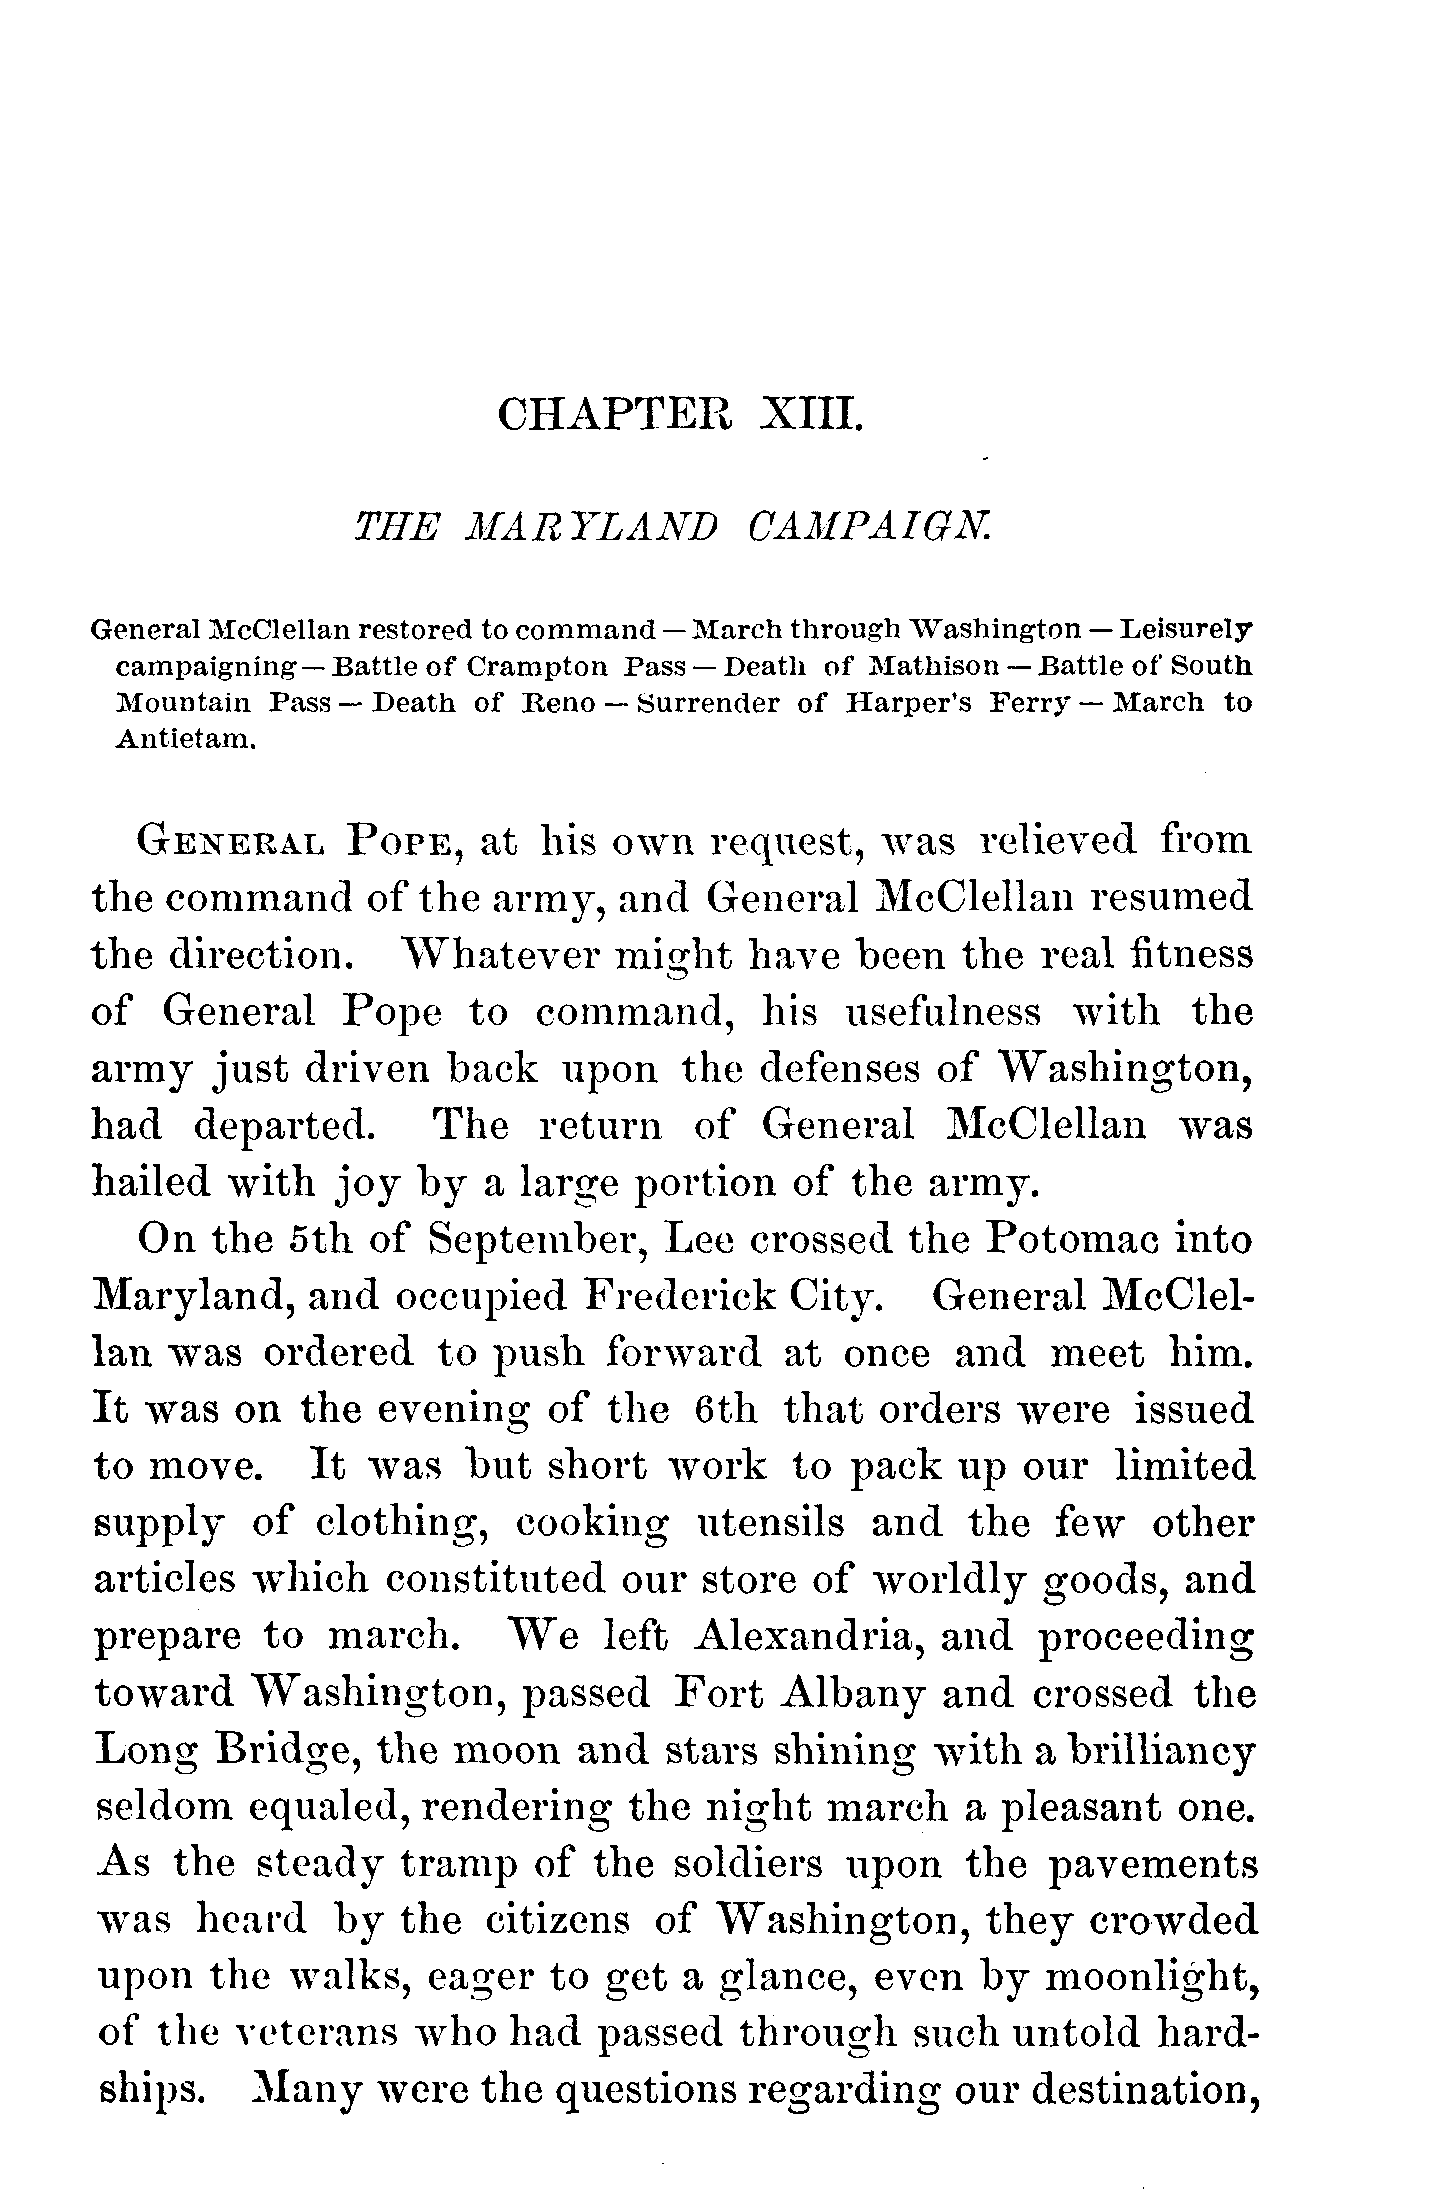 CHAPTER XIII.
THE MARYLAND CAMPAIGN.
General McClellan restored to command — March through Washington — Leisurely
campaigning — Battle of Crampton Pass — Death of Mathison — Battle of South
Mountain Pass — Death of Reno — Surrender of Harper's Ferry — March to
Antietam.
GENERAL POPE, at his own request, was relieved from
the command of the army, and General McClellan resumed
the direction. Whatever might have been the real fitness
of General Pope to command, his usefulness with the
army just driven back upon the defenses of Washington,
had departed. The return of General McClellan was
hailed with joy by a large portion of the army.
On the 5th of September, Lee crossed the Potomac into
Maryland, and occupied Frederick City. General McClel-
lan was ordered to push forward at once and meet him.
It was on the evening of the 6th that orders were issued
to move. It was but short work to pack up our limited
supply of clothing, cooking utensils and the few other
articles which constituted our store of worldly goods, and
prepare to march. We left Alexandria, and proceeding
toward Washington, passed Fort Albany and crossed the
Long Bridge, the moon and stars shining with a brilliancy
seldom equaled, rendering the night march a pleasant one.
As the steady tramp of the soldiers upon the pavements
was heard by the citizens of Washington, they crowded
upon the walks, eager to get a glance, even by moonlight,
of the veterans who had passed through such untold hard-
ships. Many were the questions regarding our destination,